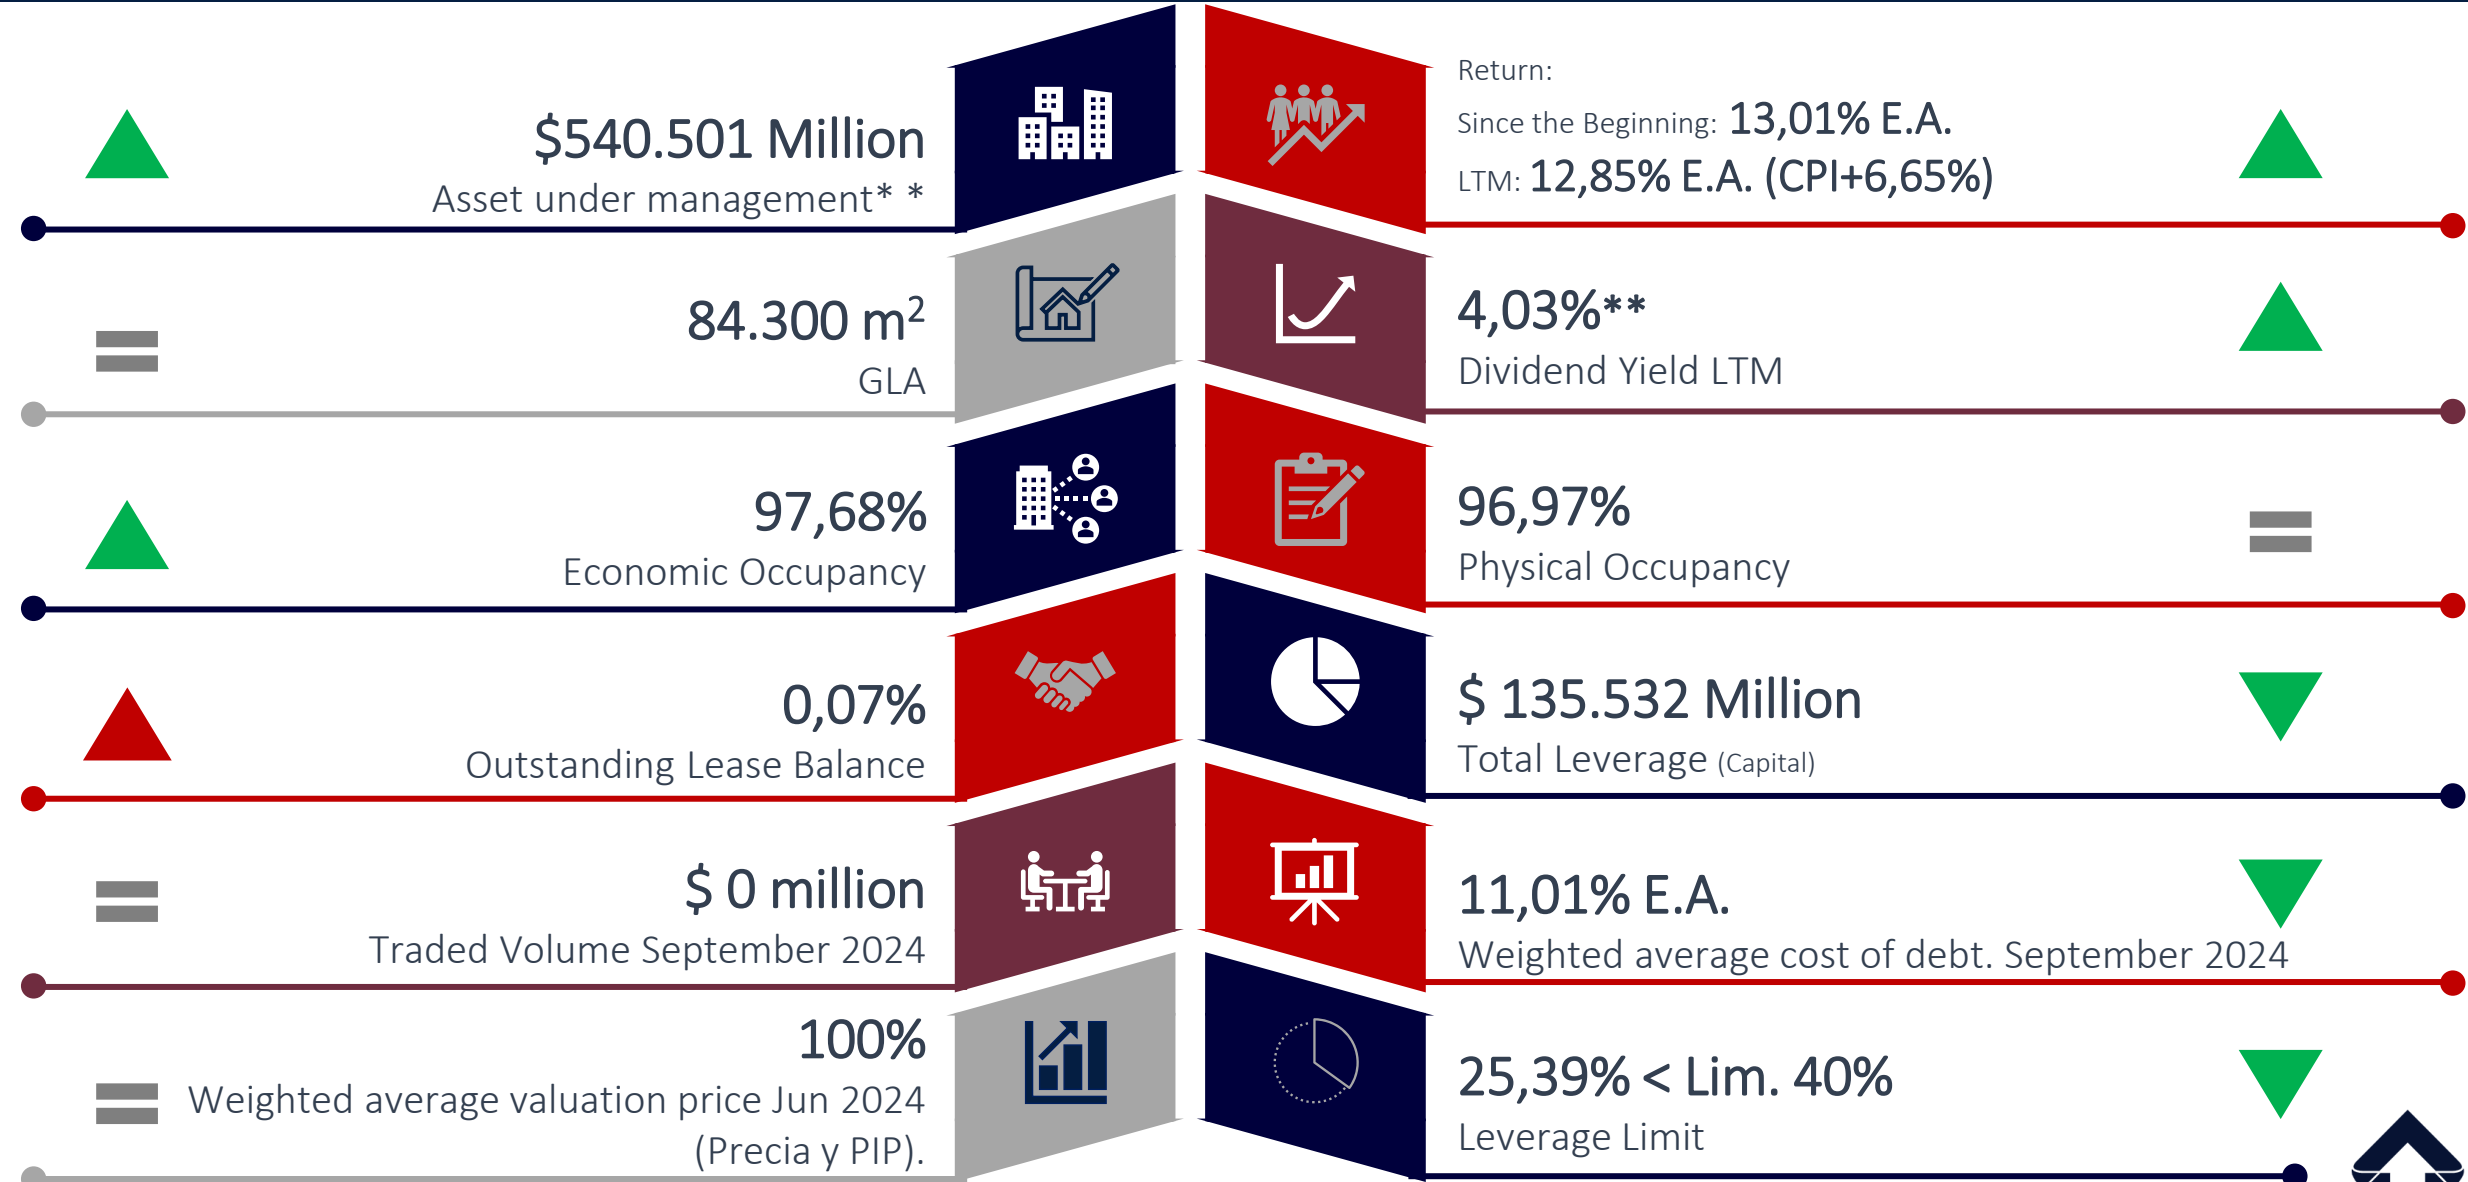 $540.501 Million
Asset under management* *
84.300 m²
GLA
97,68%
Economic Occupancy
0,07%
Outstanding Lease Balance
$ 0 million
Traded Volume September 2024
100%
Weighted average valuation price Jun 2024
(Precia y PIP).
Return:
Since the Beginning: 13,01% E.A.
LTM: 12,85% E.A. (CPI+6,65%)
4,03%**
Dividend Yield LTM
96,97%
Physical Occupancy
$ 135.532 Million
Total Leverage (Capital)
11,01% E.A.
Weighted average cost of debt. September 2024
25,39% < Lim. 40%
Leverage Limit